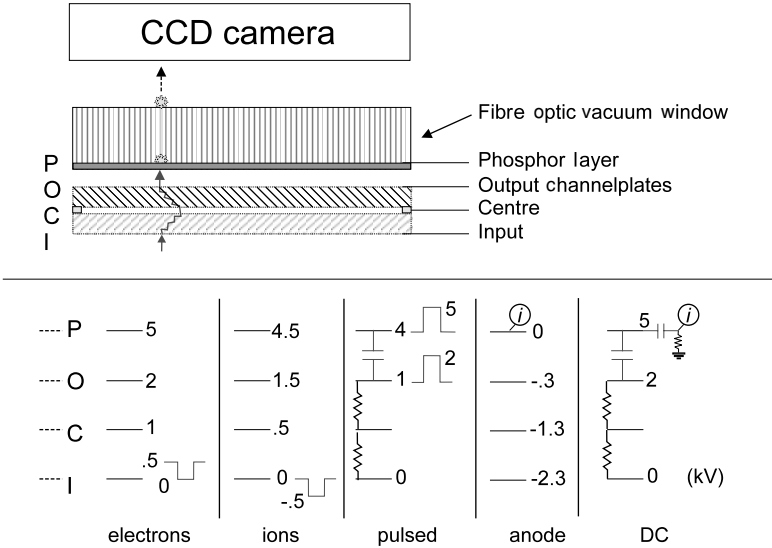 CCD camera
Fibre optic vacuum window
P Phosphor layer
O Output channelplates
C Centre
I Input
P 5 4.5 4 5 i 0 5 i
O 2 1.5 1 2 -.3 2
C 1 .5 -1.3
I .5 0 0 -.5 0 -2.3 0 (kV)
electrons ions pulsed anode DC